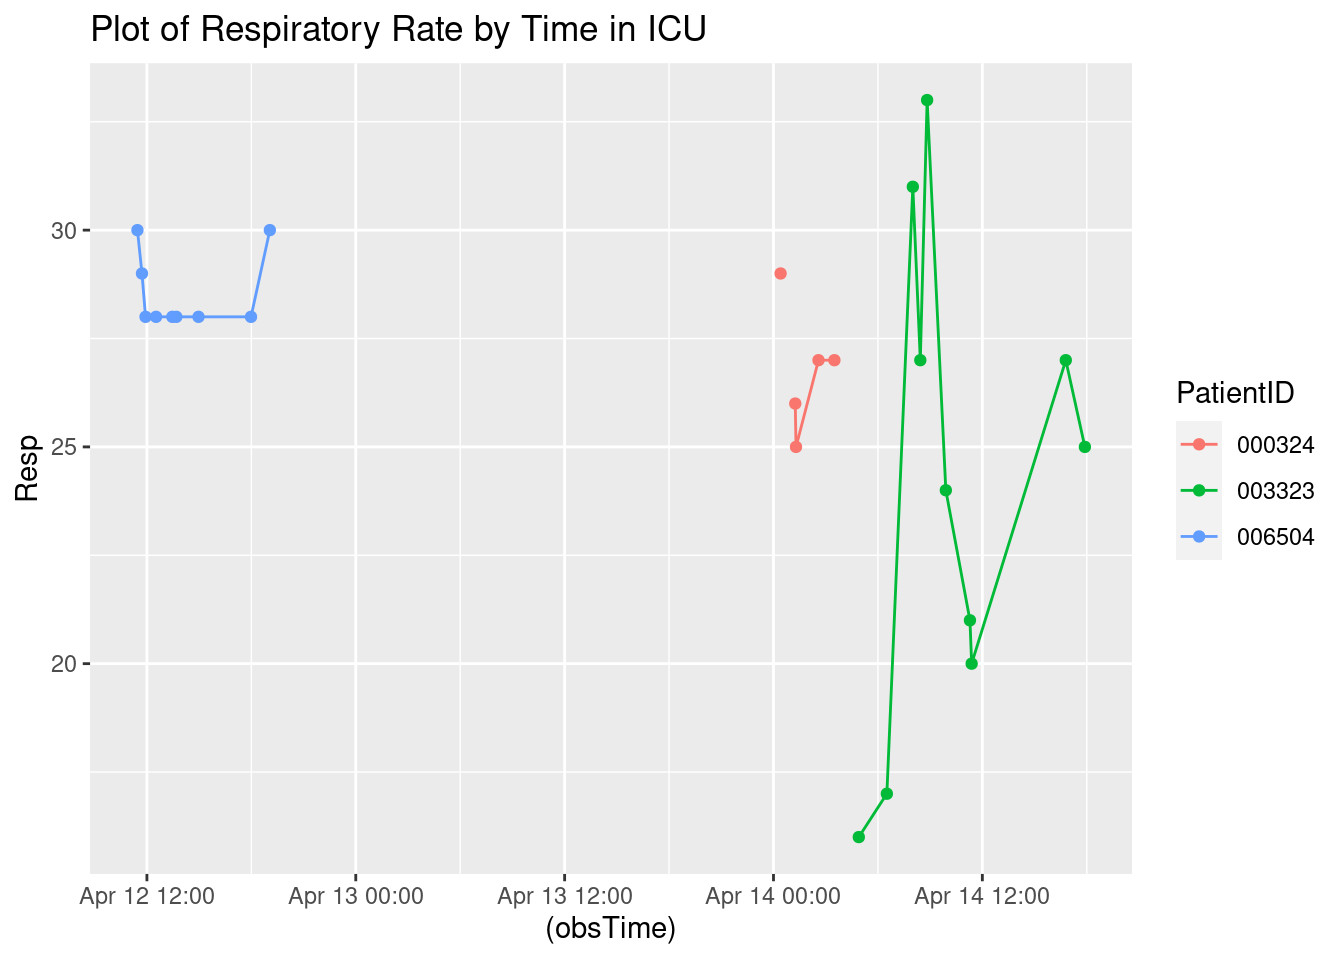 Plot of Respiratory Rate by Time in ICU
Resp
30
25
20
Apr 12 12:00
Apr 13 00:00
Apr 13 12:00
Apr 14 00:00
Apr 14 12:00
(obsTime)
PatientID
000324
003323
006504